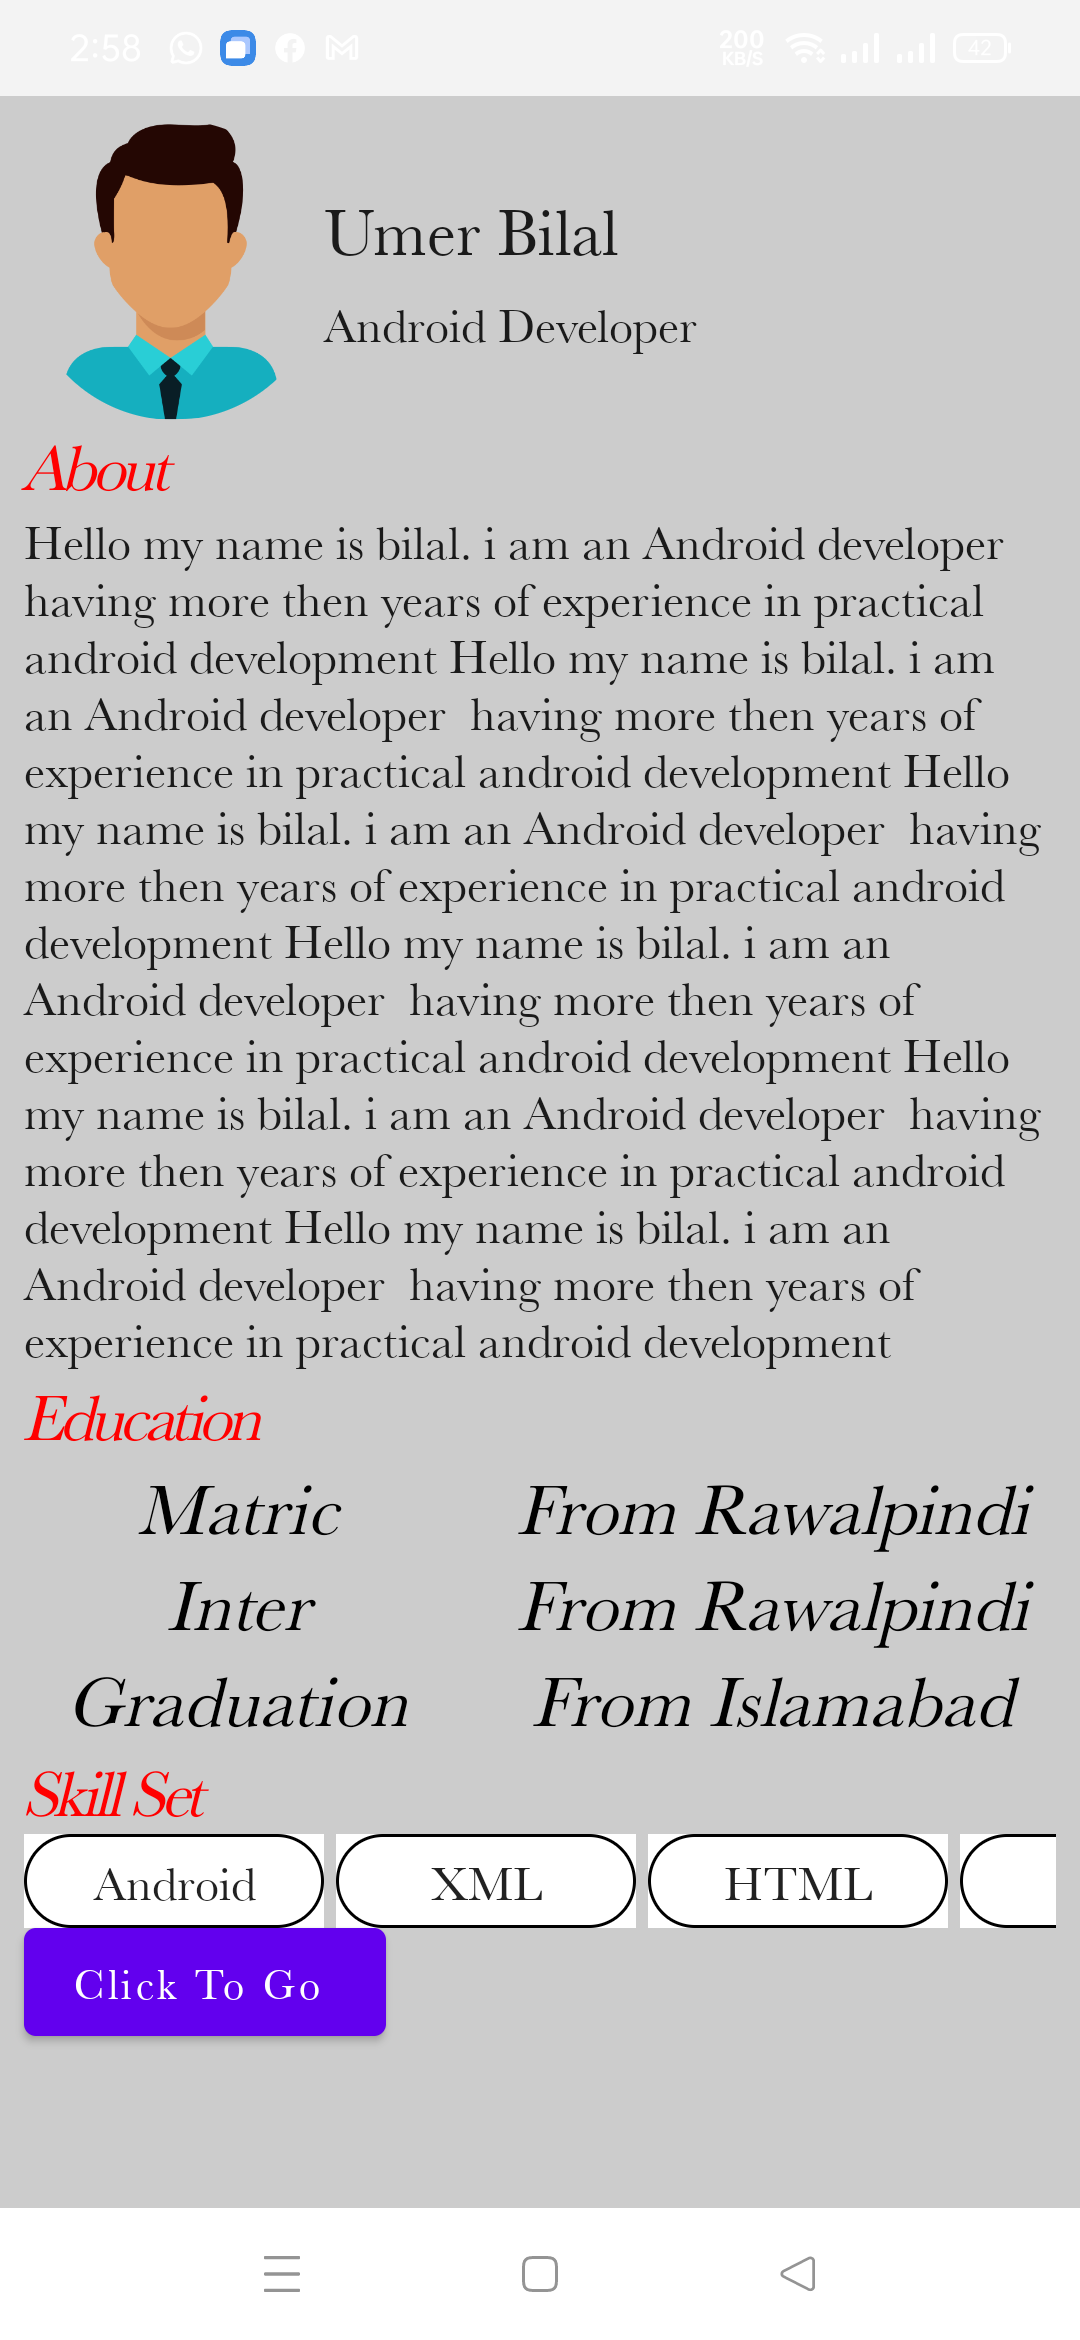 2:58 200 KB/S 42
Umer Bilal
Android Developer
About
Hello my name is bilal. i am an Android developer
having more then years of experience in practical
android development Hello my name is bilal. i am
an Android developer  having more then years of
experience in practical android development Hello
my name is bilal. i am an Android developer  having
more then years of experience in practical android
development Hello my name is bilal. i am an
Android developer  having more then years of
experience in practical android development Hello
my name is bilal. i am an Android developer  having
more then years of experience in practical android
development Hello my name is bilal. i am an
Android developer  having more then years of
experience in practical android development
Education
Matric From Rawalpindi
Inter From Rawalpindi
Graduation From Islamabad
Skill Set
Android XML HTML
Click To Go